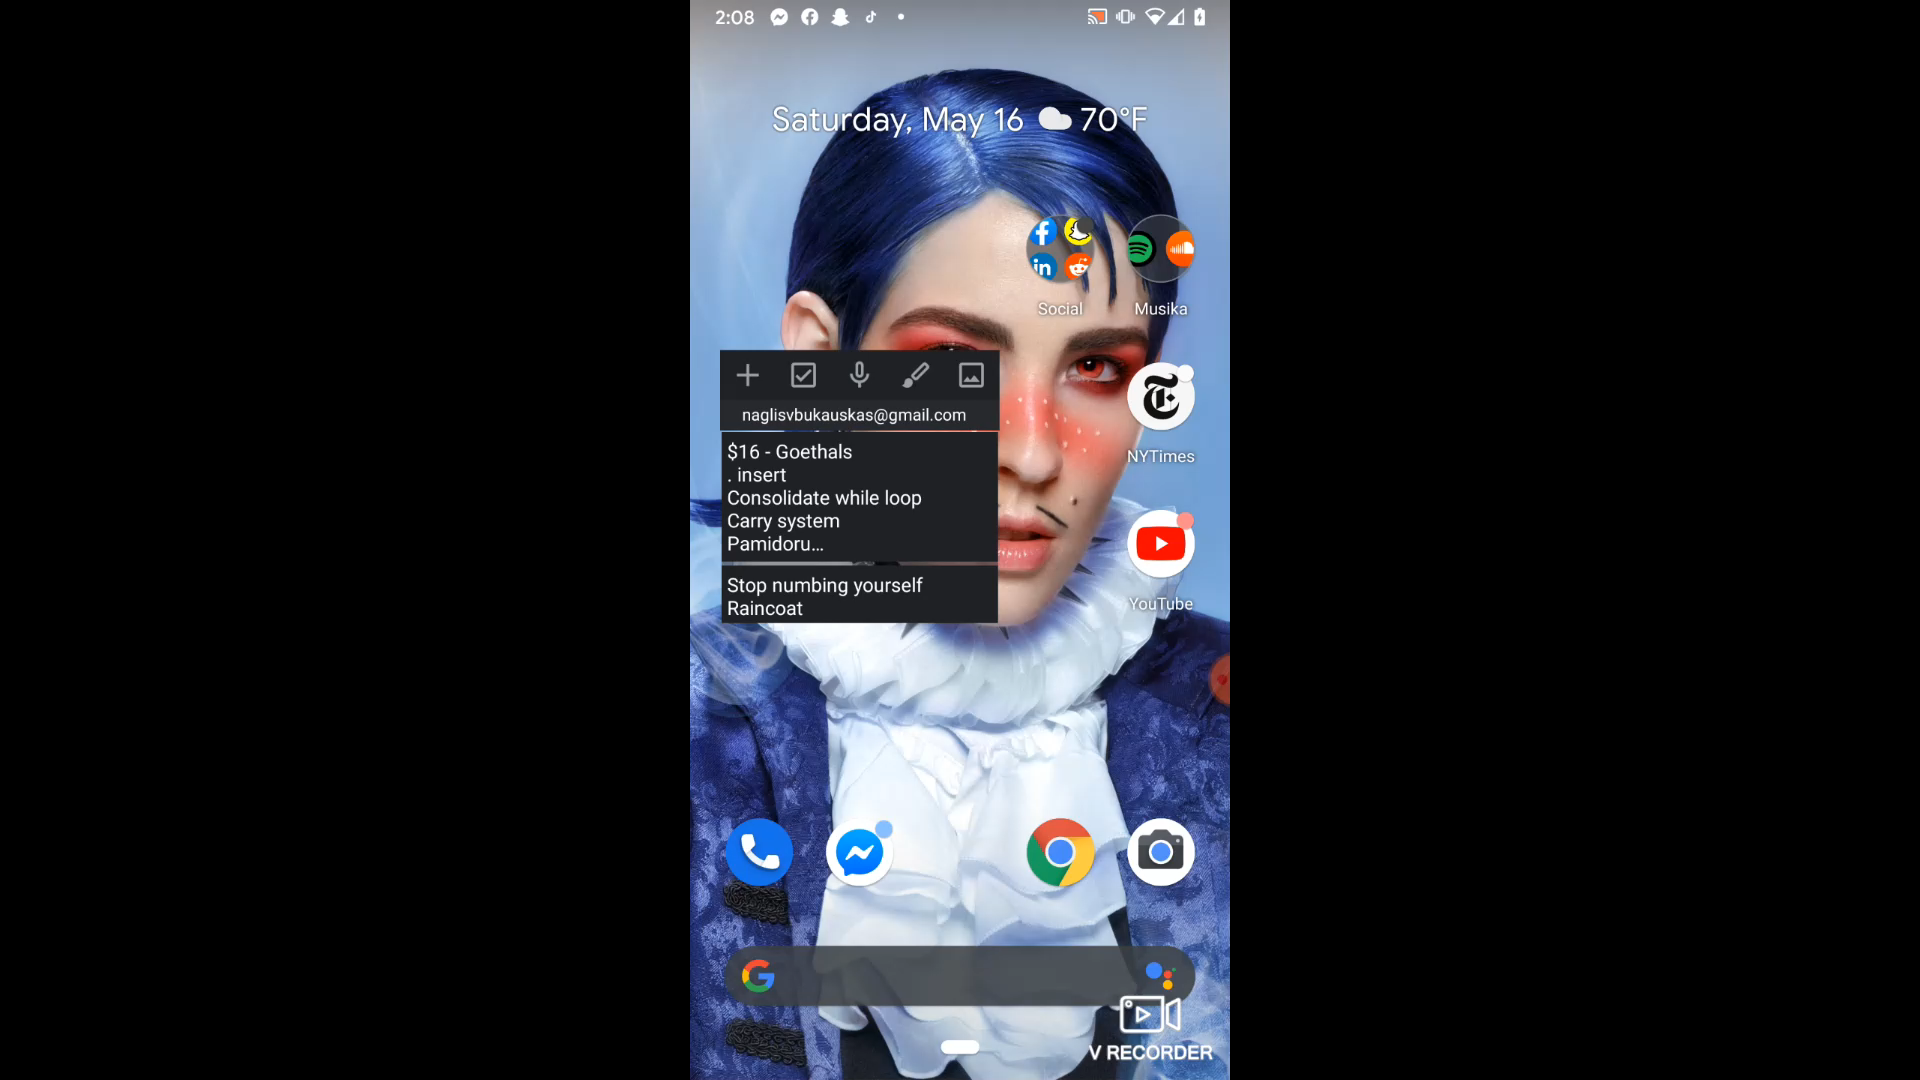 2:08
Saturday, May 16 70°F
Social
Musika
naglisvbukauskas@gmail.com
$16 - Goethals
. insert
Consolidate while loop
Carry system
Pamidoru...
Stop numbing yourself
Raincoat
NYTimes
YouTube
V RECORDER